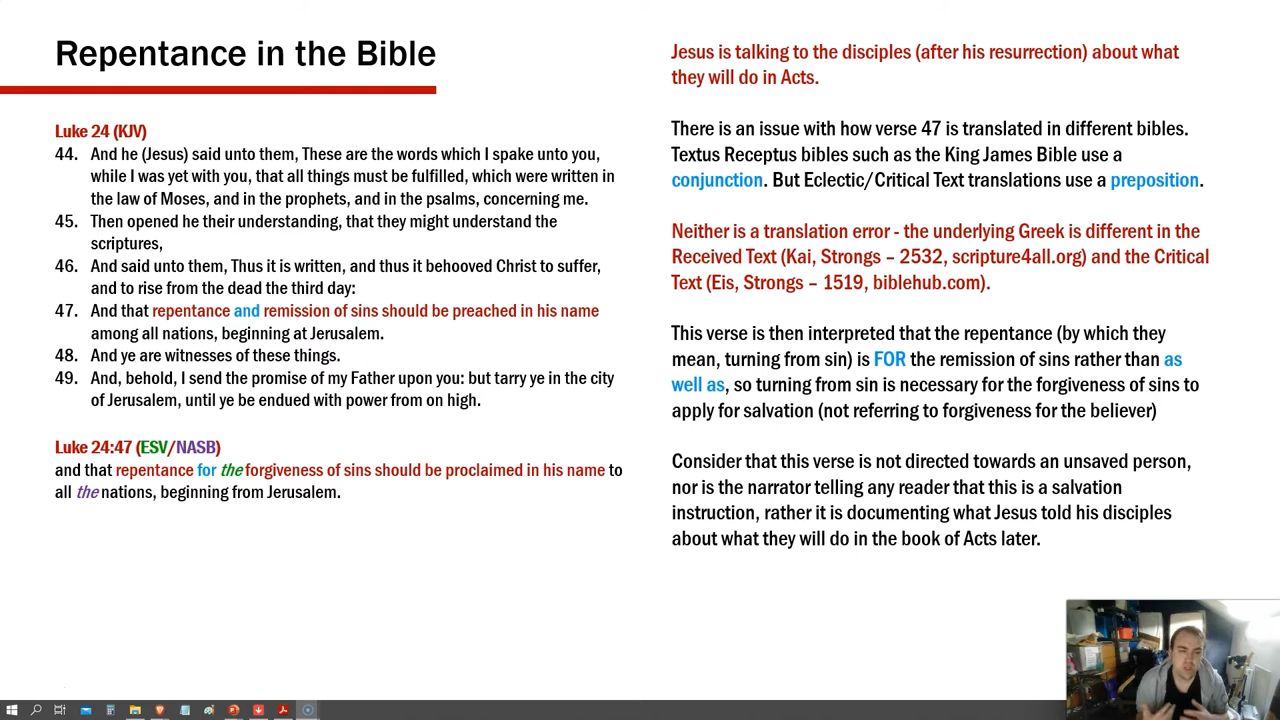 Repentance in the Bible
Luke 24 (KJV)
44. And he (Jesus) said unto them, These are the words which I spake unto you,
while I was yet with you, that all things must be fulfilled, which were written in
the law of Moses, and in the prophets, and in the psalms, concerning me.
45. Then opened he their understanding, that they might understand the
scriptures,
46. And said unto them, Thus it is written, and thus it behooved Christ to suffer,
and to rise from the dead the third day:
47. And that repentance and remission of sins should be preached in his name
among all nations, beginning at Jerusalem.
48. And ye are witnesses of these things.
49. And, behold, I send the promise of my Father upon you: but tarry ye in the city
of Jerusalem, until ye be endued with power from on high.
Luke 24:47 (ESV/NASB)
and that repentance for the forgiveness of sins should be proclaimed in his name to
all the nations, beginning from Jerusalem.
Jesus is talking to the disciples (after his resurrection) about what
they will do in Acts.
There is an issue with how verse 47 is translated in different bibles.
Textus Receptus bibles such as the King James Bible use a
conjunction. But Eclectic/Critical Text translations use a preposition.
Neither is a translation error - the underlying Greek is different in the
Received Text (Kai, Strongs – 2532, scripture4all.org) and the Critical
Text (Eis, Strongs – 1519, biblehub.com).
This verse is then interpreted that the repentance (by which they
mean, turning from sin) is FOR the remission of sins rather than as
well as, so turning from sin is necessary for the forgiveness of sins to
apply for salvation (not referring to forgiveness for the believer)
Consider that this verse is not directed towards an unsaved person,
nor is the narrator telling any reader that this is a salvation
instruction, rather it is documenting what Jesus told his disciples
about what they will do in the book of Acts later.